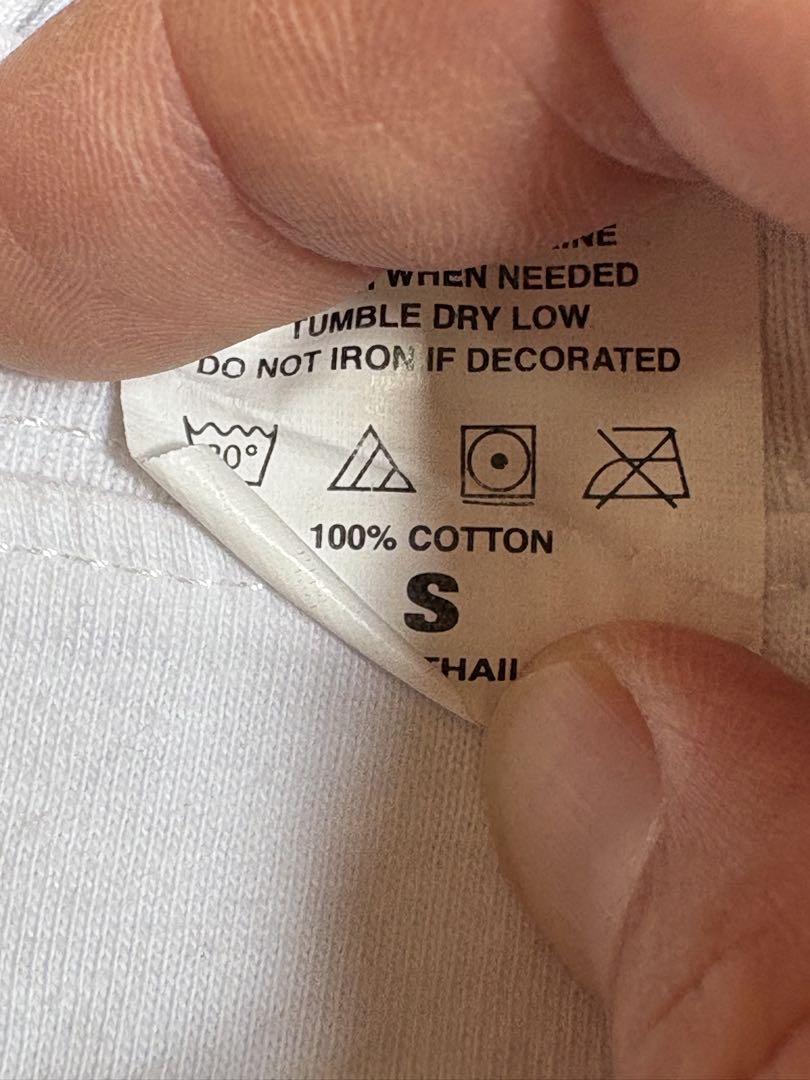 WHEN NEEDED
TUMBLE DRY LOW
DO NOT IRON IF DECORATED
100% COTTON
S